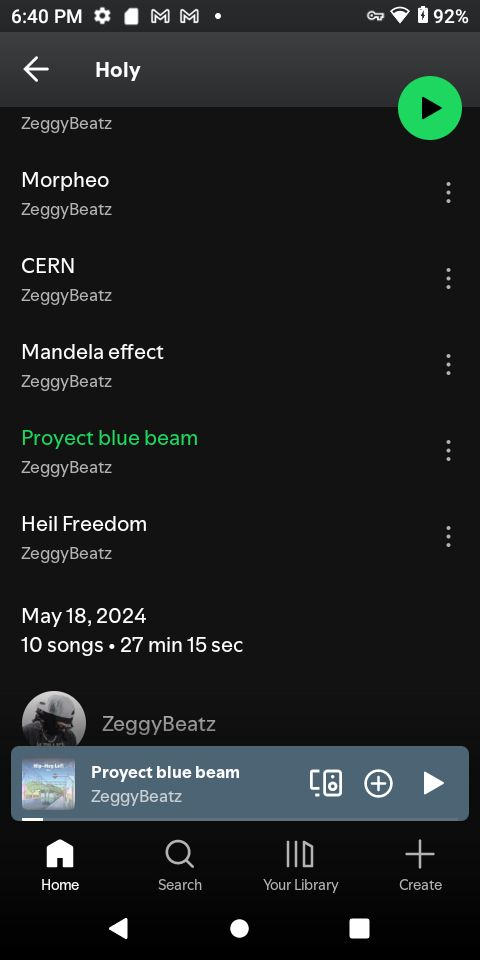 6:40 PM
92%
Holy
ZeggyBeatz
Morpheo
ZeggyBeatz
CERN
ZeggyBeatz
Mandela effect
ZeggyBeatz
Proyect blue beam
ZeggyBeatz
Heil Freedom
ZeggyBeatz
May 18, 2024
10 songs • 27 min 15 sec
ZeggyBeatz
Proyect blue beam
ZeggyBeatz
Home
Search
Your Library
Create